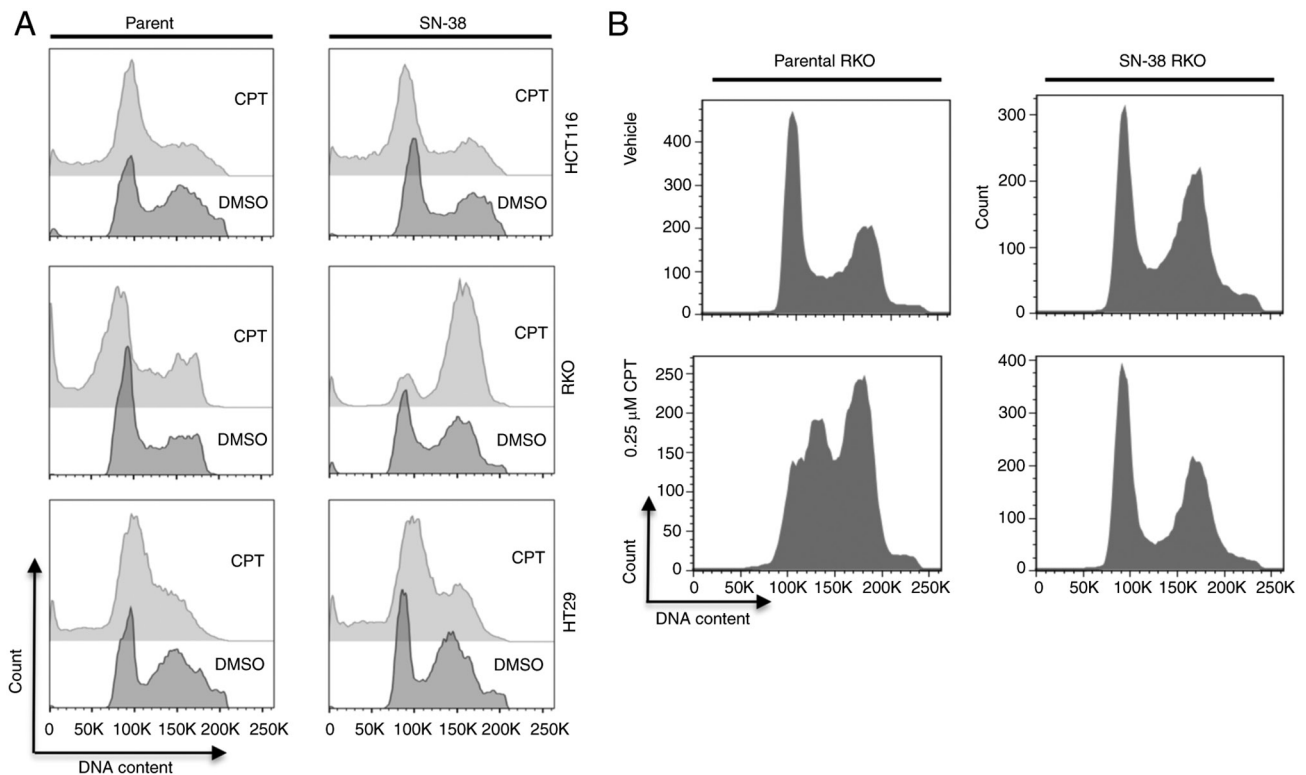 A
Parent
SN-38
CPT
DMSO
CPT
DMSO
HCT116
CPT
DMSO
CPT
DMSO
RKO
CPT
DMSO
CPT
DMSO
HT29
Count
0 50K 100K 150K 200K 250K
0 50K 100K 150K 200K 250K
DNA content
B
Parental RKO
SN-38 RKO
Vehicle
400
300
200
100
0
Count
300
200
100
0
0.25 µM CPT
250
200
150
100
50
0
400
300
200
100
0
Count
0 50K 100K 150K 200K 250K
0 50K 100K 150K 200K 250K
DNA content